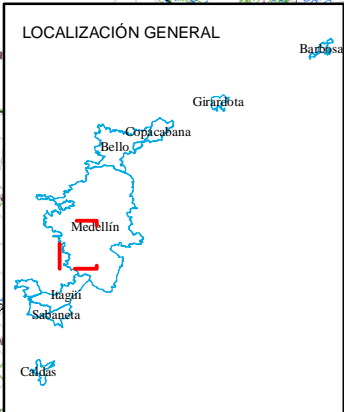 LOCALIZACIÓN GENERAL
Barbosa
Girardota
Copacabana
Bello
Medellín
Itagüí
Sabaneta
Caldas